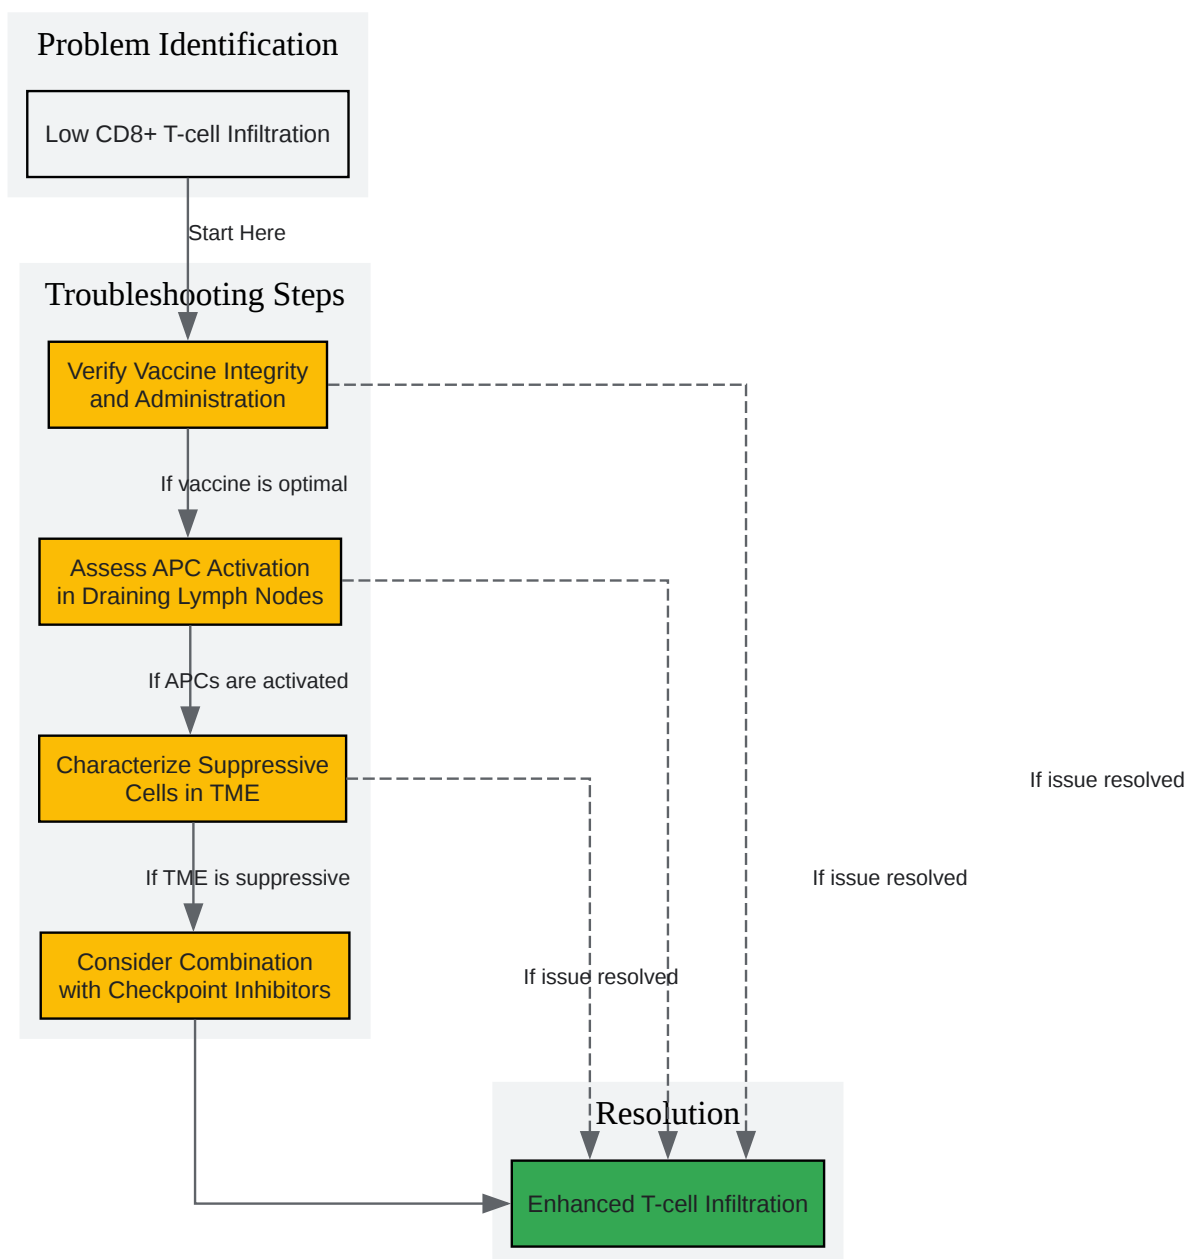 Problem Identification
Low CD8+ T-cell Infiltration
Start Here
Troubleshooting Steps
Verify Vaccine Integrity
and Administration
If vaccine is optimal
Assess APC Activation
in Draining Lymph Nodes
If APCs are activated
Characterize Suppressive
Cells in TME
If issue resolved
If TME is suppressive
If issue resolved
Consider Combination
with Checkpoint Inhibitors
If issue resolved
Resolution
Enhanced T-cell Infiltration